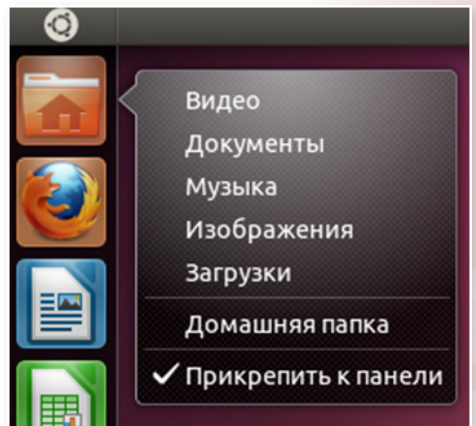 Видео
Документы
Музыка
Изображения
Загрузки
Домашняя папка
Прикрепить к панели